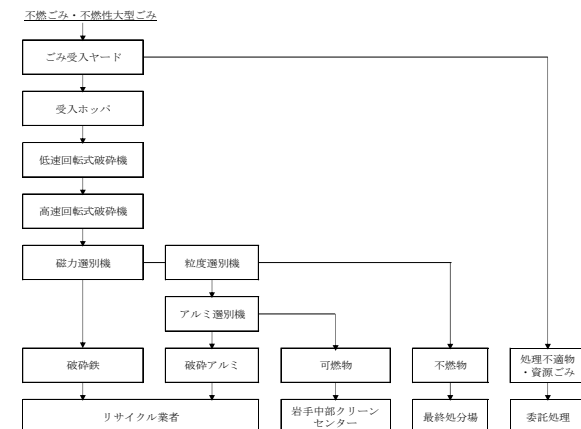 不燃ごみ・不燃性大型ごみ
ごみ受入ヤード
受入ホッパ
低速回転式破砕機
高速回転式破砕機
磁力選別機
粒度選別機
アルミ選別機
破砕鉄
破砕アルミ
可燃物
不燃物
処理不適物
・資源ごみ
リサイクル業者
岩手中部クリーン
センター
最終処分場
委託処理